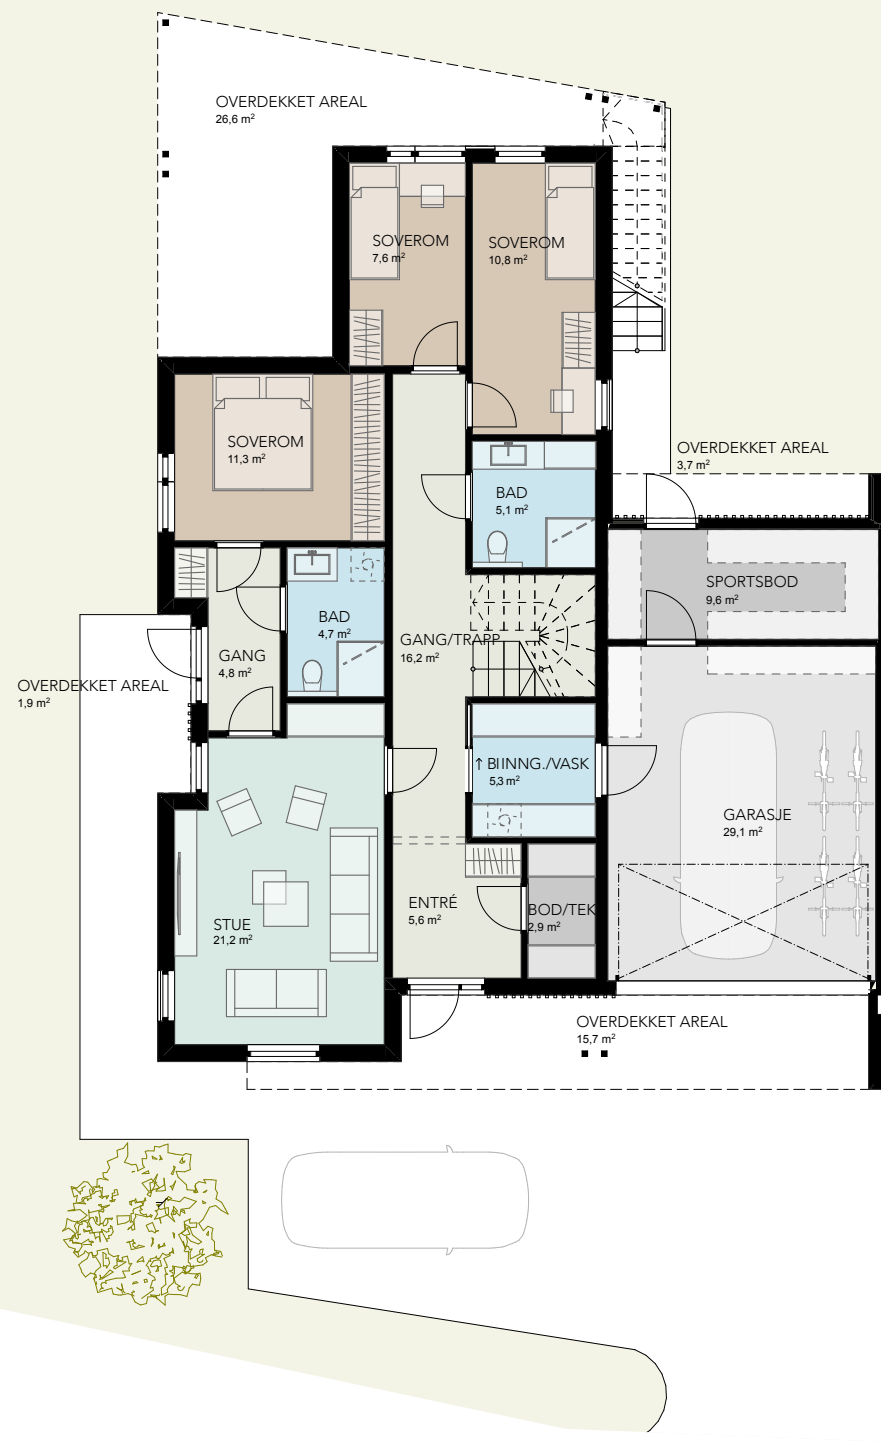 OVERDEKKET AREAL
26,6 m²
SOVEROM
7,6 m²
SOVEROM
10,8 m²
SOVEROM
11,3 m²
OVERDEKKET AREAL
3,7 m²
BAD
5,1 m²
SPORTSBOD
9,6 m²
BAD
4,7 m²
GANG/TRAPP
16,2 m²
GANG
4,8 m²
OVERDEKKET AREAL
1,9 m²
↑ BIINNG./VASK
5,3 m²
GARASJE
29,1 m²
ENTRÉ
5,6 m²
BOD/TEK
2,9 m²
STUE
21,2 m²
OVERDEKKET AREAL
15,7 m²